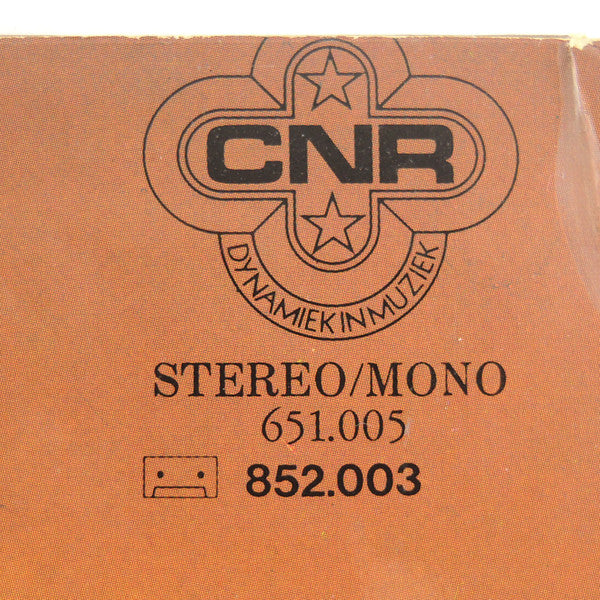 CNR
DYNAMIEK IN MUZIEK
STEREO/MONO
651.005
852.003